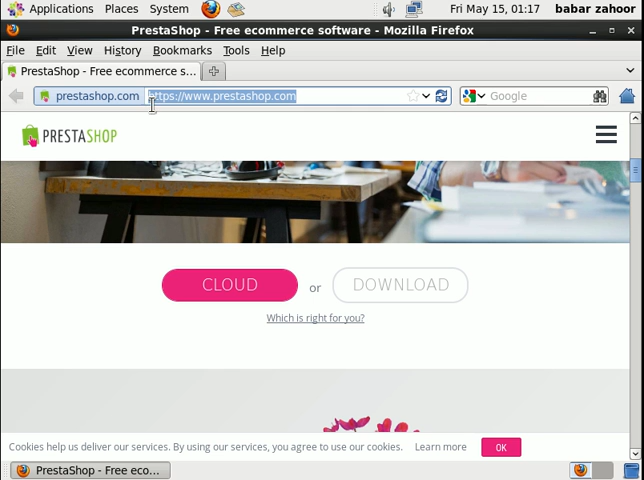 Applications Places System Fri May 15, 01:17 babar zahoor
PrestaShop - Free ecommerce software - Mozilla Firefox
File Edit View History Bookmarks Tools Help
PrestaShop - Free ecommerce s...
prestashop.com https://www.prestashop.com Google
PRESTASHOP
CLOUD or DOWNLOAD
Which is right for you?
Cookies help us deliver our services. By using our services, you agree to use our cookies. Learn more OK
PrestaShop - Free eco...